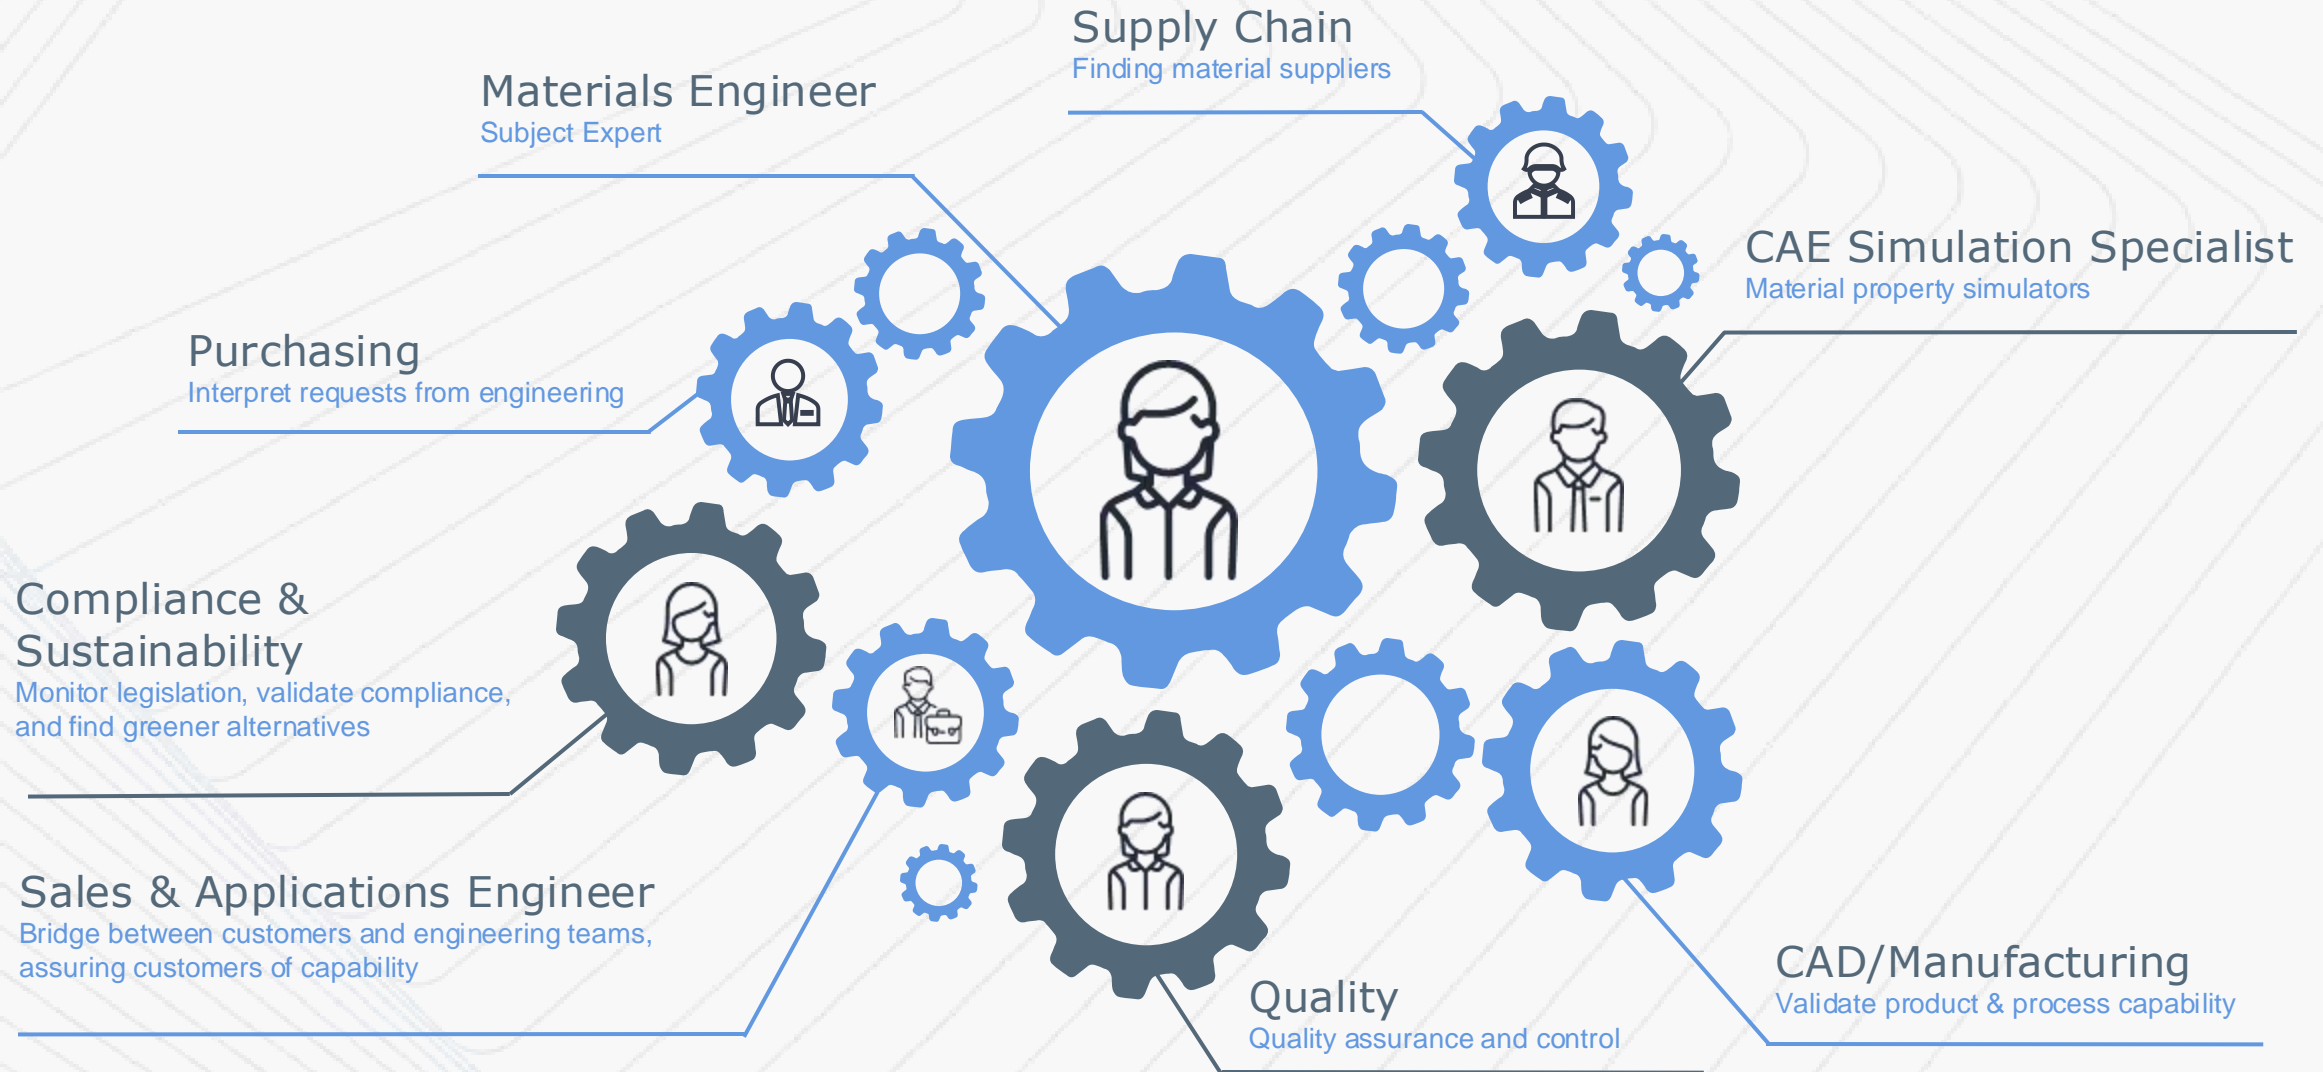 Supply Chain
Finding material suppliers
Materials Engineer
Subject Expert
CAE Simulation Specialist
Material property simulators
Purchasing
Interpret requests from engineering
Compliance &
Sustainability
Monitor legislation, validate compliance,
and find greener alternatives
Sales & Applications Engineer
Bridge between customers and engineering teams,
assuring customers of capability
Quality
Quality assurance and control
CAD/Manufacturing
Validate product & process capability